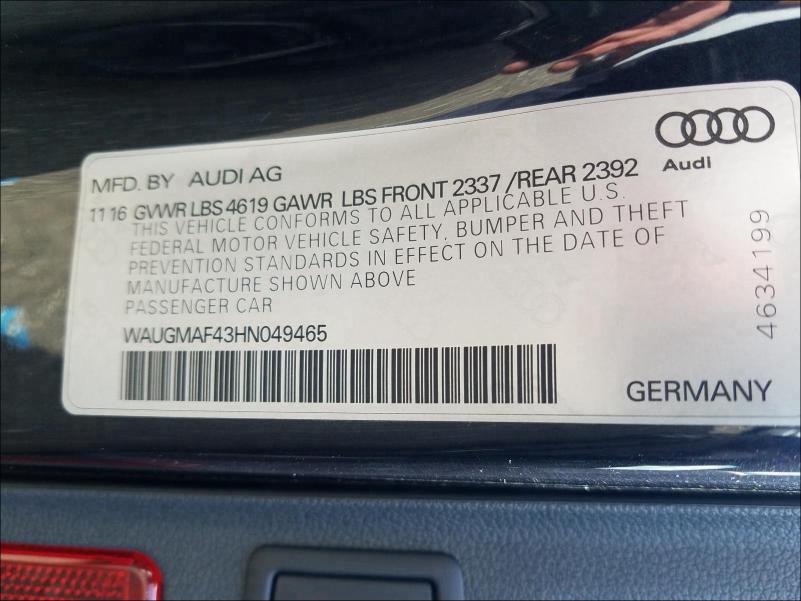 Audi
MFD. BY AUDI AG
11 16 GVWR LBS 4619 GAWR LBS FRONT 2337 / REAR 2392
THIS VEHICLE CONFORMS TO ALL APPLICABLE U.S.
FEDERAL MOTOR VEHICLE SAFETY, BUMPER AND THEFT
PREVENTION STANDARDS IN EFFECT ON THE DATE OF
MANUFACTURE SHOWN ABOVE
PASSENGER CAR
WAUGMAF43HN049465
4634199
GERMANY